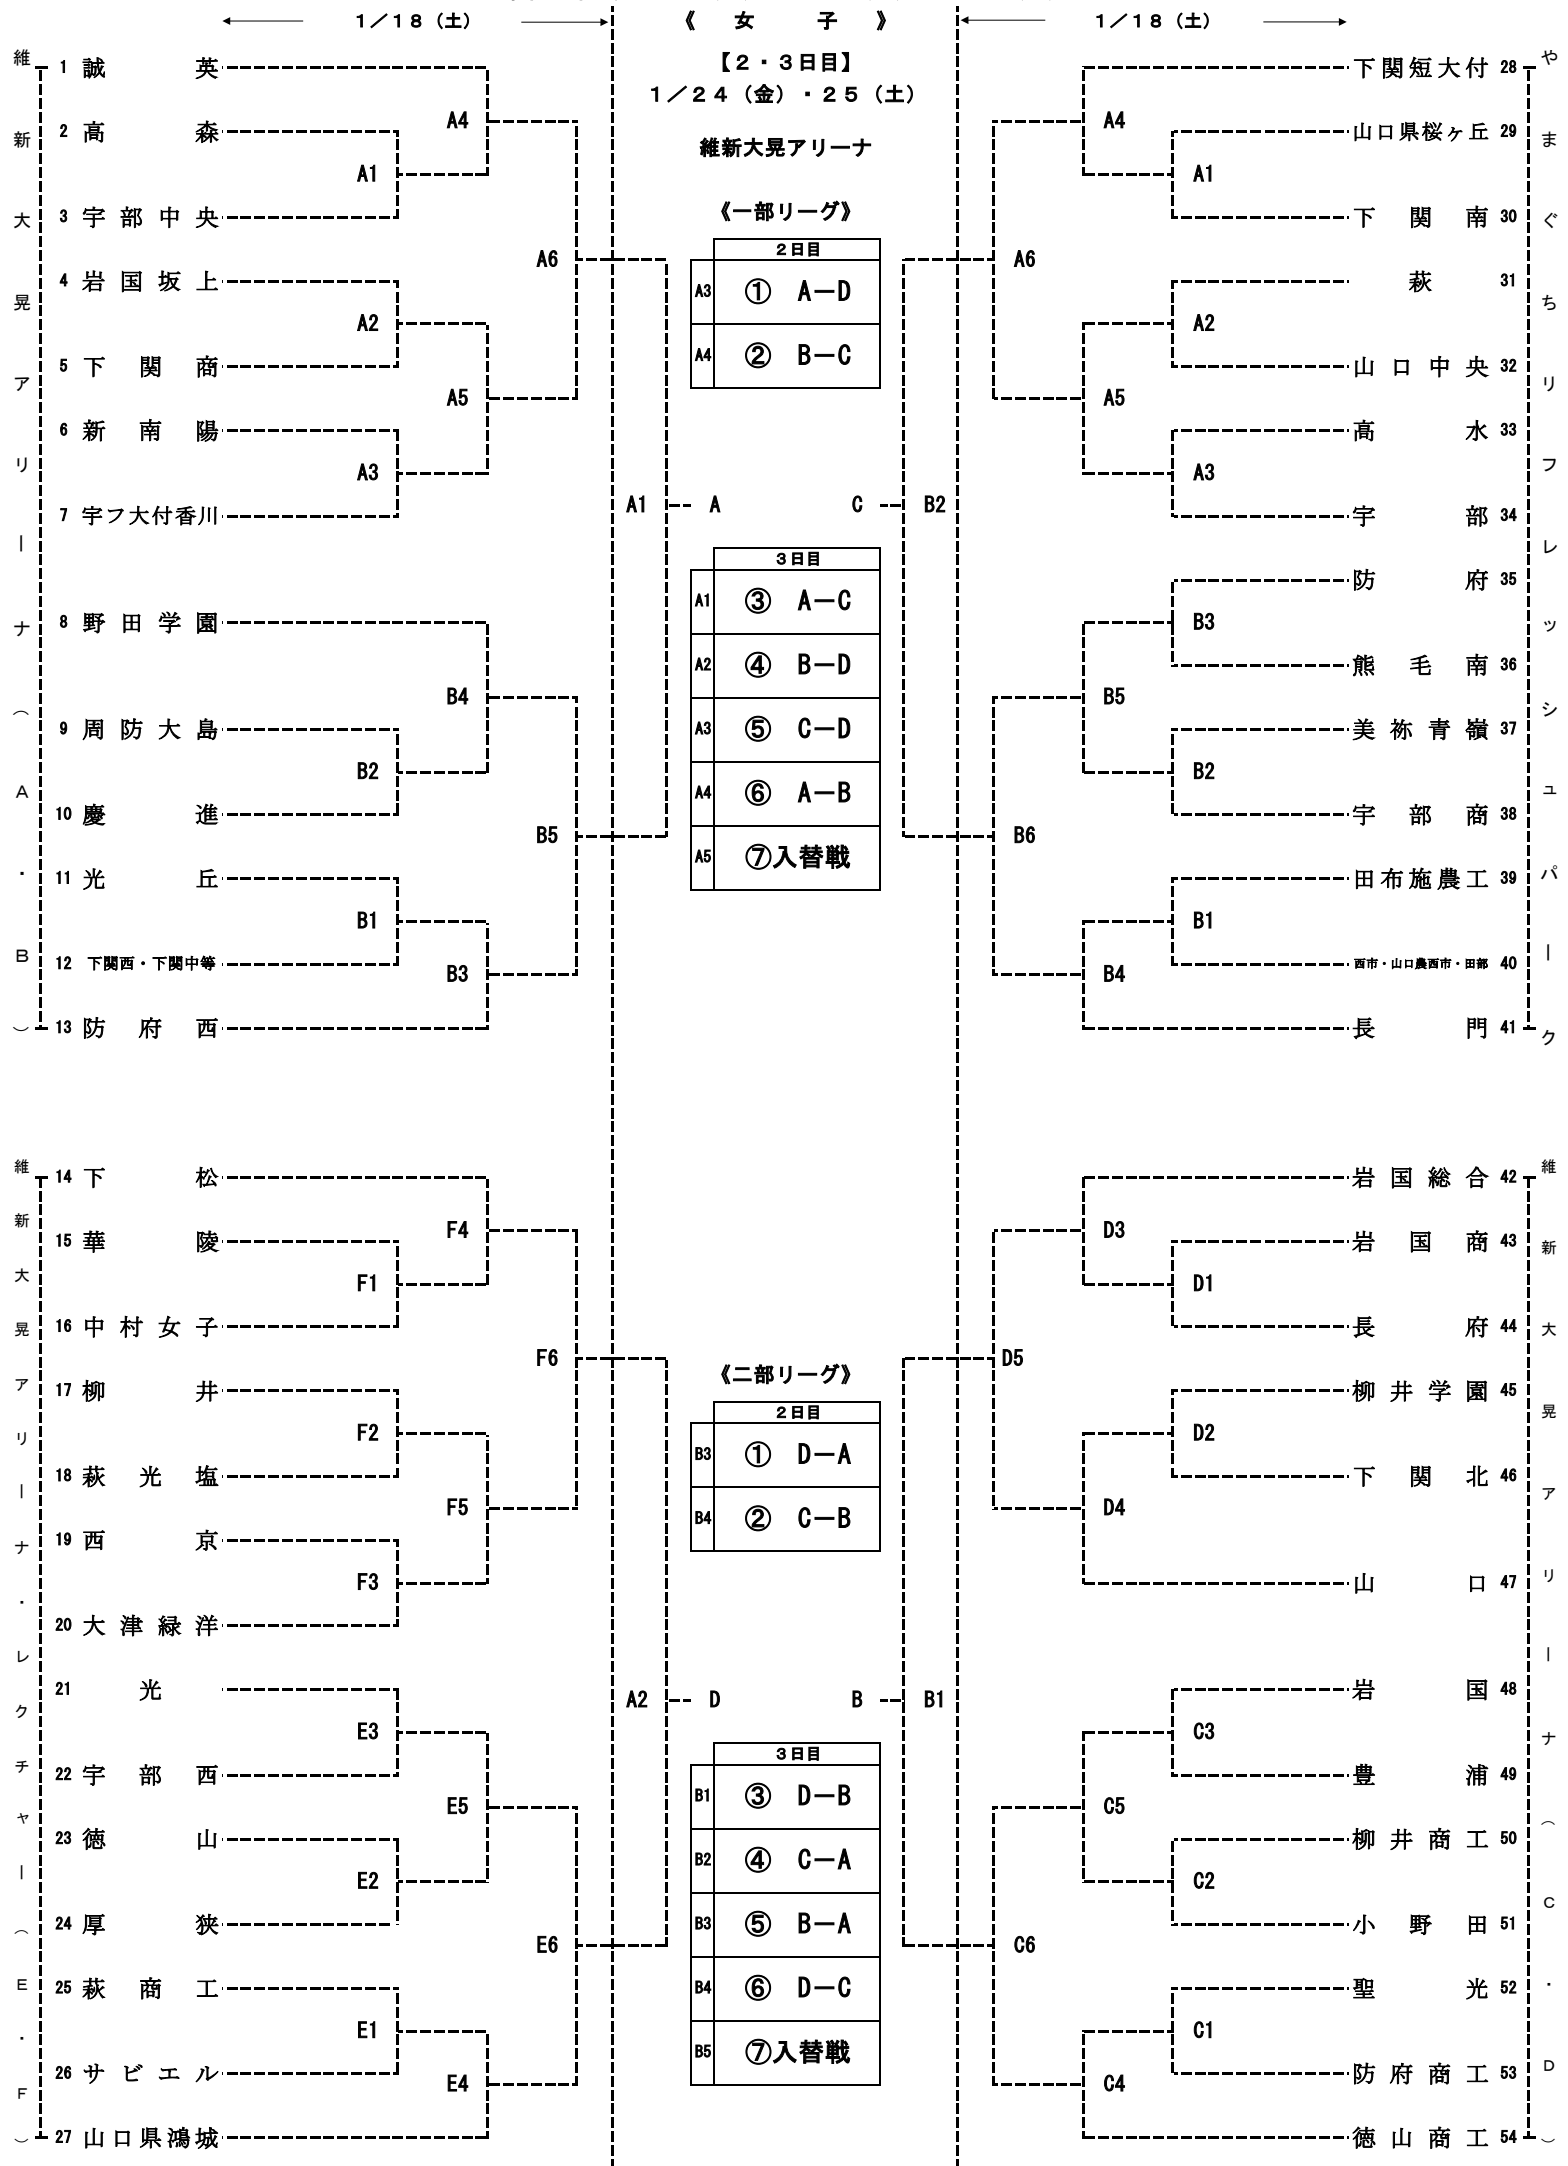 1／18（土）
《 女 子 》
1／18（土）
【2・3日目】
1／24（金）・25（土）
維新大晃アリーナ
維新大晃アリーナ（A・B）
1 誠英
2 高森
3 宇部中央
4 岩国坂上
5 下関商
6 新南陽
7 宇フ大付香川
8 野田学園
9 周防大島
10 慶進
11 光丘
12 下関西・下関中等
13 防府西
A4
A1
A6
A2
A5
A3
B4
B2
B5
B1
B3
維新大晃アリーナ・レクチャー（E・F）
14 下松
15 華陵
16 中村女子
17 柳井
18 萩光塩
19 西京
20 大津緑洋
21 光
22 宇部西
23 徳山
24 厚狭
25 萩商工
26 サビエル
27 山口県鴻城
F4
F1
F6
F2
F5
F3
E3
E5
E2
E6
E1
E4
《一部リーグ》
2日目
A3 ① A－D
A4 ② B－C
A1 A C B2
3日目
A1 ③ A－C
A2 ④ B－D
A3 ⑤ C－D
A4 ⑥ A－B
A5 ⑦入替戦
《二部リーグ》
2日目
B3 ① D－A
B4 ② C－B
A2 D B B1
3日目
B1 ③ D－B
B2 ④ C－A
B3 ⑤ B－A
B4 ⑥ D－C
B5 ⑦入替戦
やまぐちリフレッシュパーク
下関短大付 28
山口県桜ヶ丘 29
下関南 30
萩 31
山口中央 32
高水 33
宇部 34
防府 35
熊毛南 36
美祢青嶺 37
宇部商 38
田布施農工 39
西市・山口農西市・田部 40
長門 41
A4
A1
A6
A2
A5
A3
B3
B5
B2
B6
B1
B4
維新大晃アリーナ（C・D）
岩国総合 42
岩国商 43
長府 44
柳井学園 45
下関北 46
山口 47
岩国 48
豊浦 49
柳井商工 50
小野田 51
聖光 52
防府商工 53
徳山商工 54
D3
D1
D5
D2
D4
C3
C5
C2
C6
C1
C4